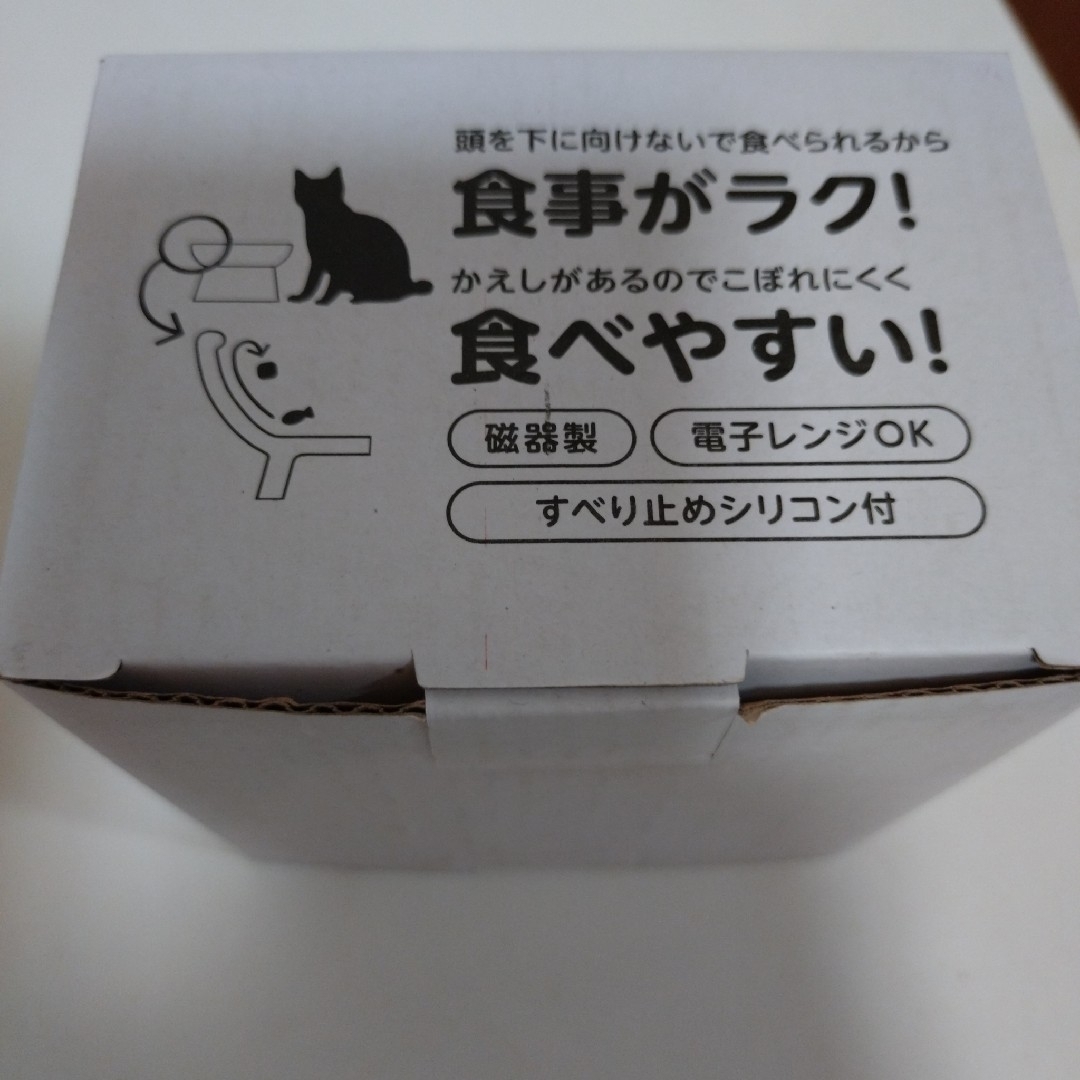 頭を下に向けないで食べられるから
食事がラク!
かえしがあるのでこぼれにくく
食べやすい!
磁器製
電子レンジOK
すべり止めシリコン付